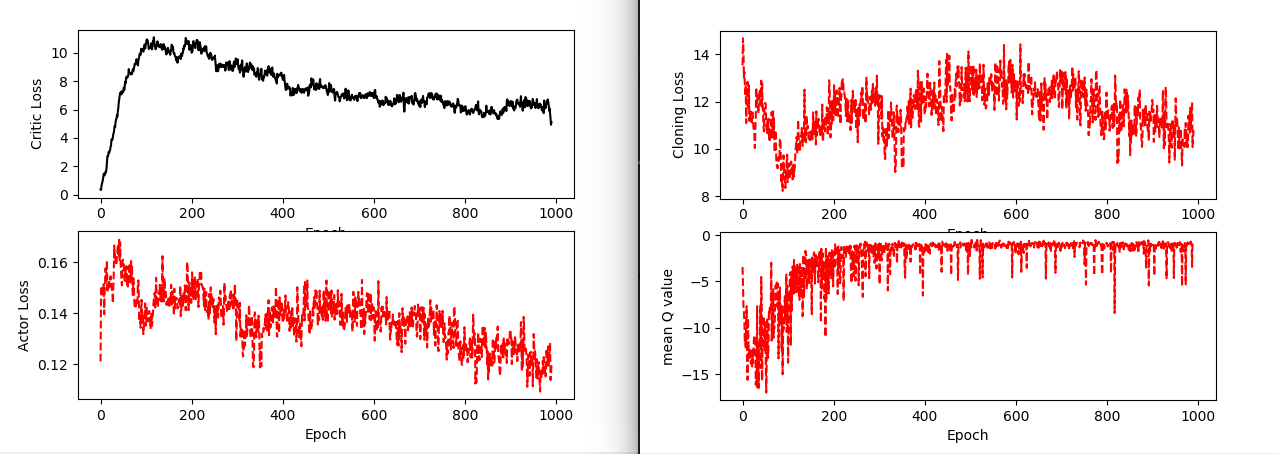 Critic Loss
10
8
6
4
2
0
0 200 400 600 800 1000
Epoch
Actor Loss
0.16
0.14
0.12
0 200 400 600 800 1000
Epoch
Cloning Loss
14
12
10
8
0 200 400 600 800 1000
Epoch
mean Q value
0
−5
−10
−15
0 200 400 600 800 1000
Epoch